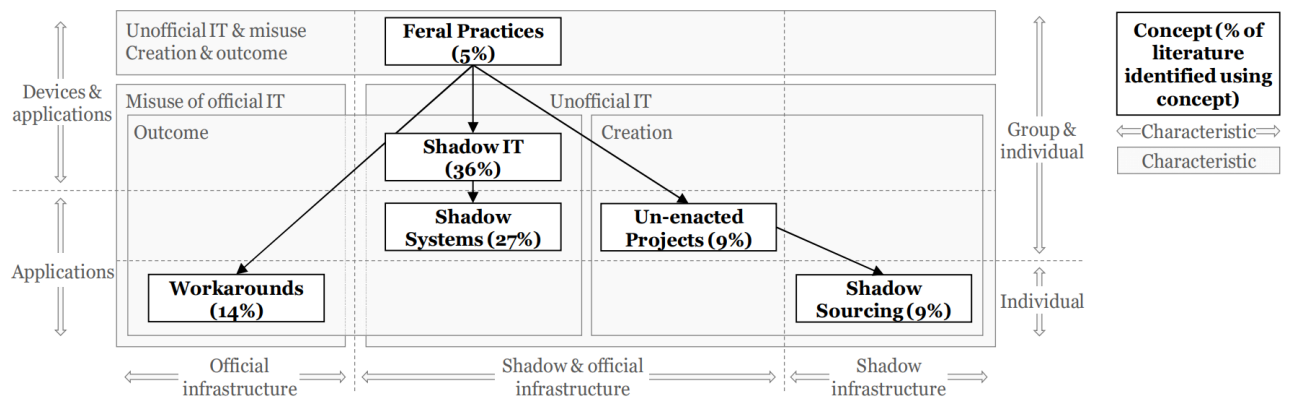 Unofficial IT & misuse
Creation & outcome
Feral Practices
(5%)
Concept (% of
literature
identified using
concept)
Characteristic
Characteristic
Devices &
applications
Misuse of official IT
Unofficial IT
Outcome
Creation
Group &
individual
Shadow IT
(36%)
Shadow
Systems (27%)
Un-enacted
Projects (9%)
Applications
Workarounds
(14%)
Shadow
Sourcing (9%)
Individual
Official
infrastructure
Shadow & official
infrastructure
Shadow
infrastructure